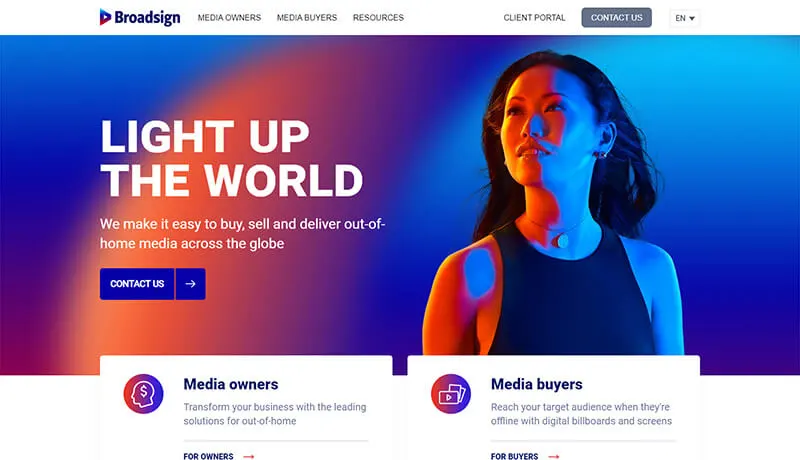 Broadsign
MEDIA OWNERS
MEDIA BUYERS
RESOURCES
CLIENT PORTAL
CONTACT US
EN
LIGHT UP
THE WORLD
We make it easy to buy, sell and deliver out-of-
home media across the globe
CONTACT US
Media owners
Transform your business with the leading
solutions for out-of-home
FOR OWNERS
Media buyers
Reach your target audience when they're
offline with digital billboards and screens
FOR BUYERS